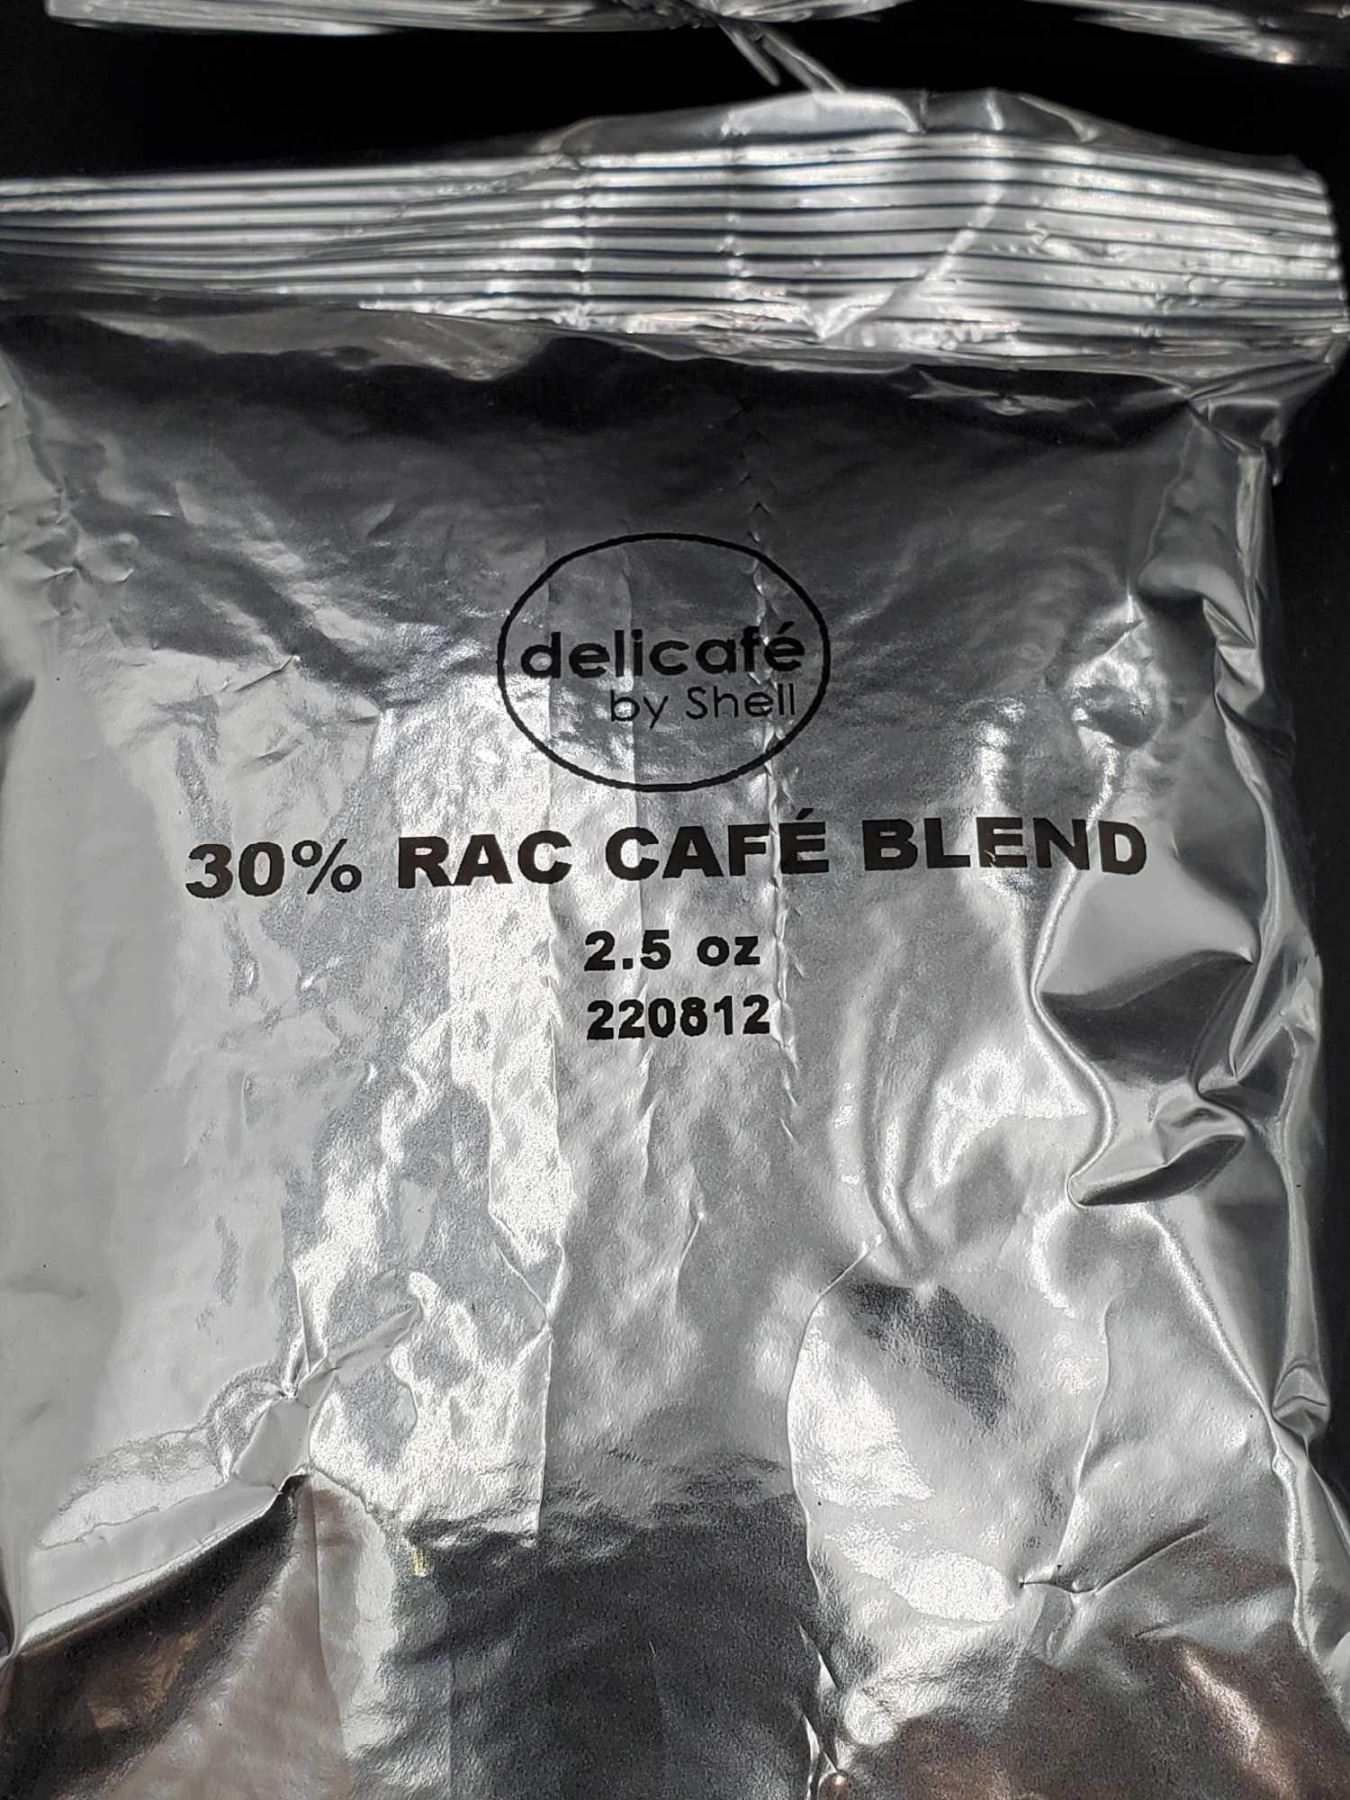 delicafé
by Shell
30% RAC CAFÉ BLEND
2.5 oz
220812